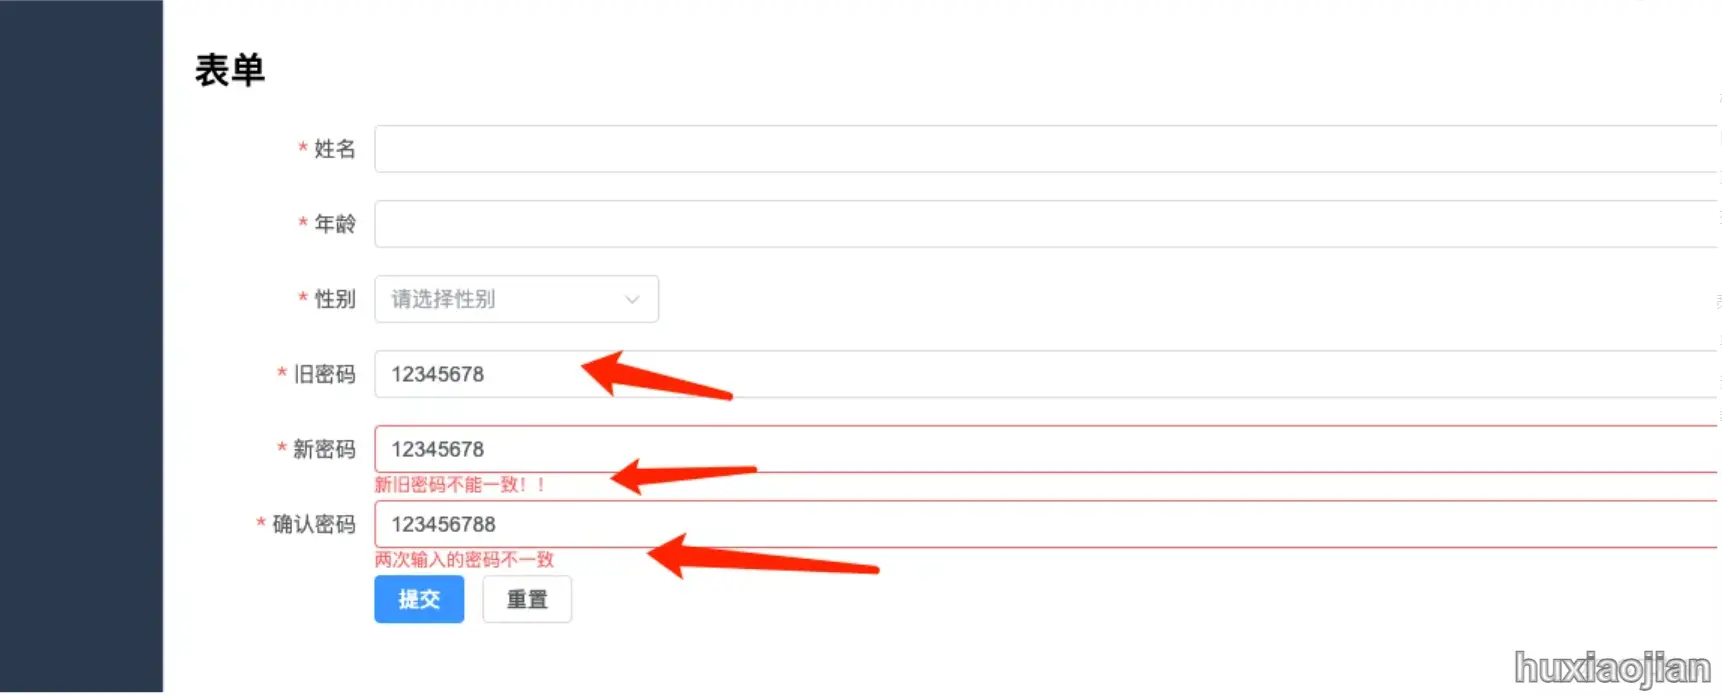 表单
* 姓名
* 年龄
* 性别 请选择性别
* 旧密码 12345678
* 新密码 12345678
新旧密码不能一致！！
* 确认密码 123456788
两次输入的密码不一致
提交 重置
huxiaojian